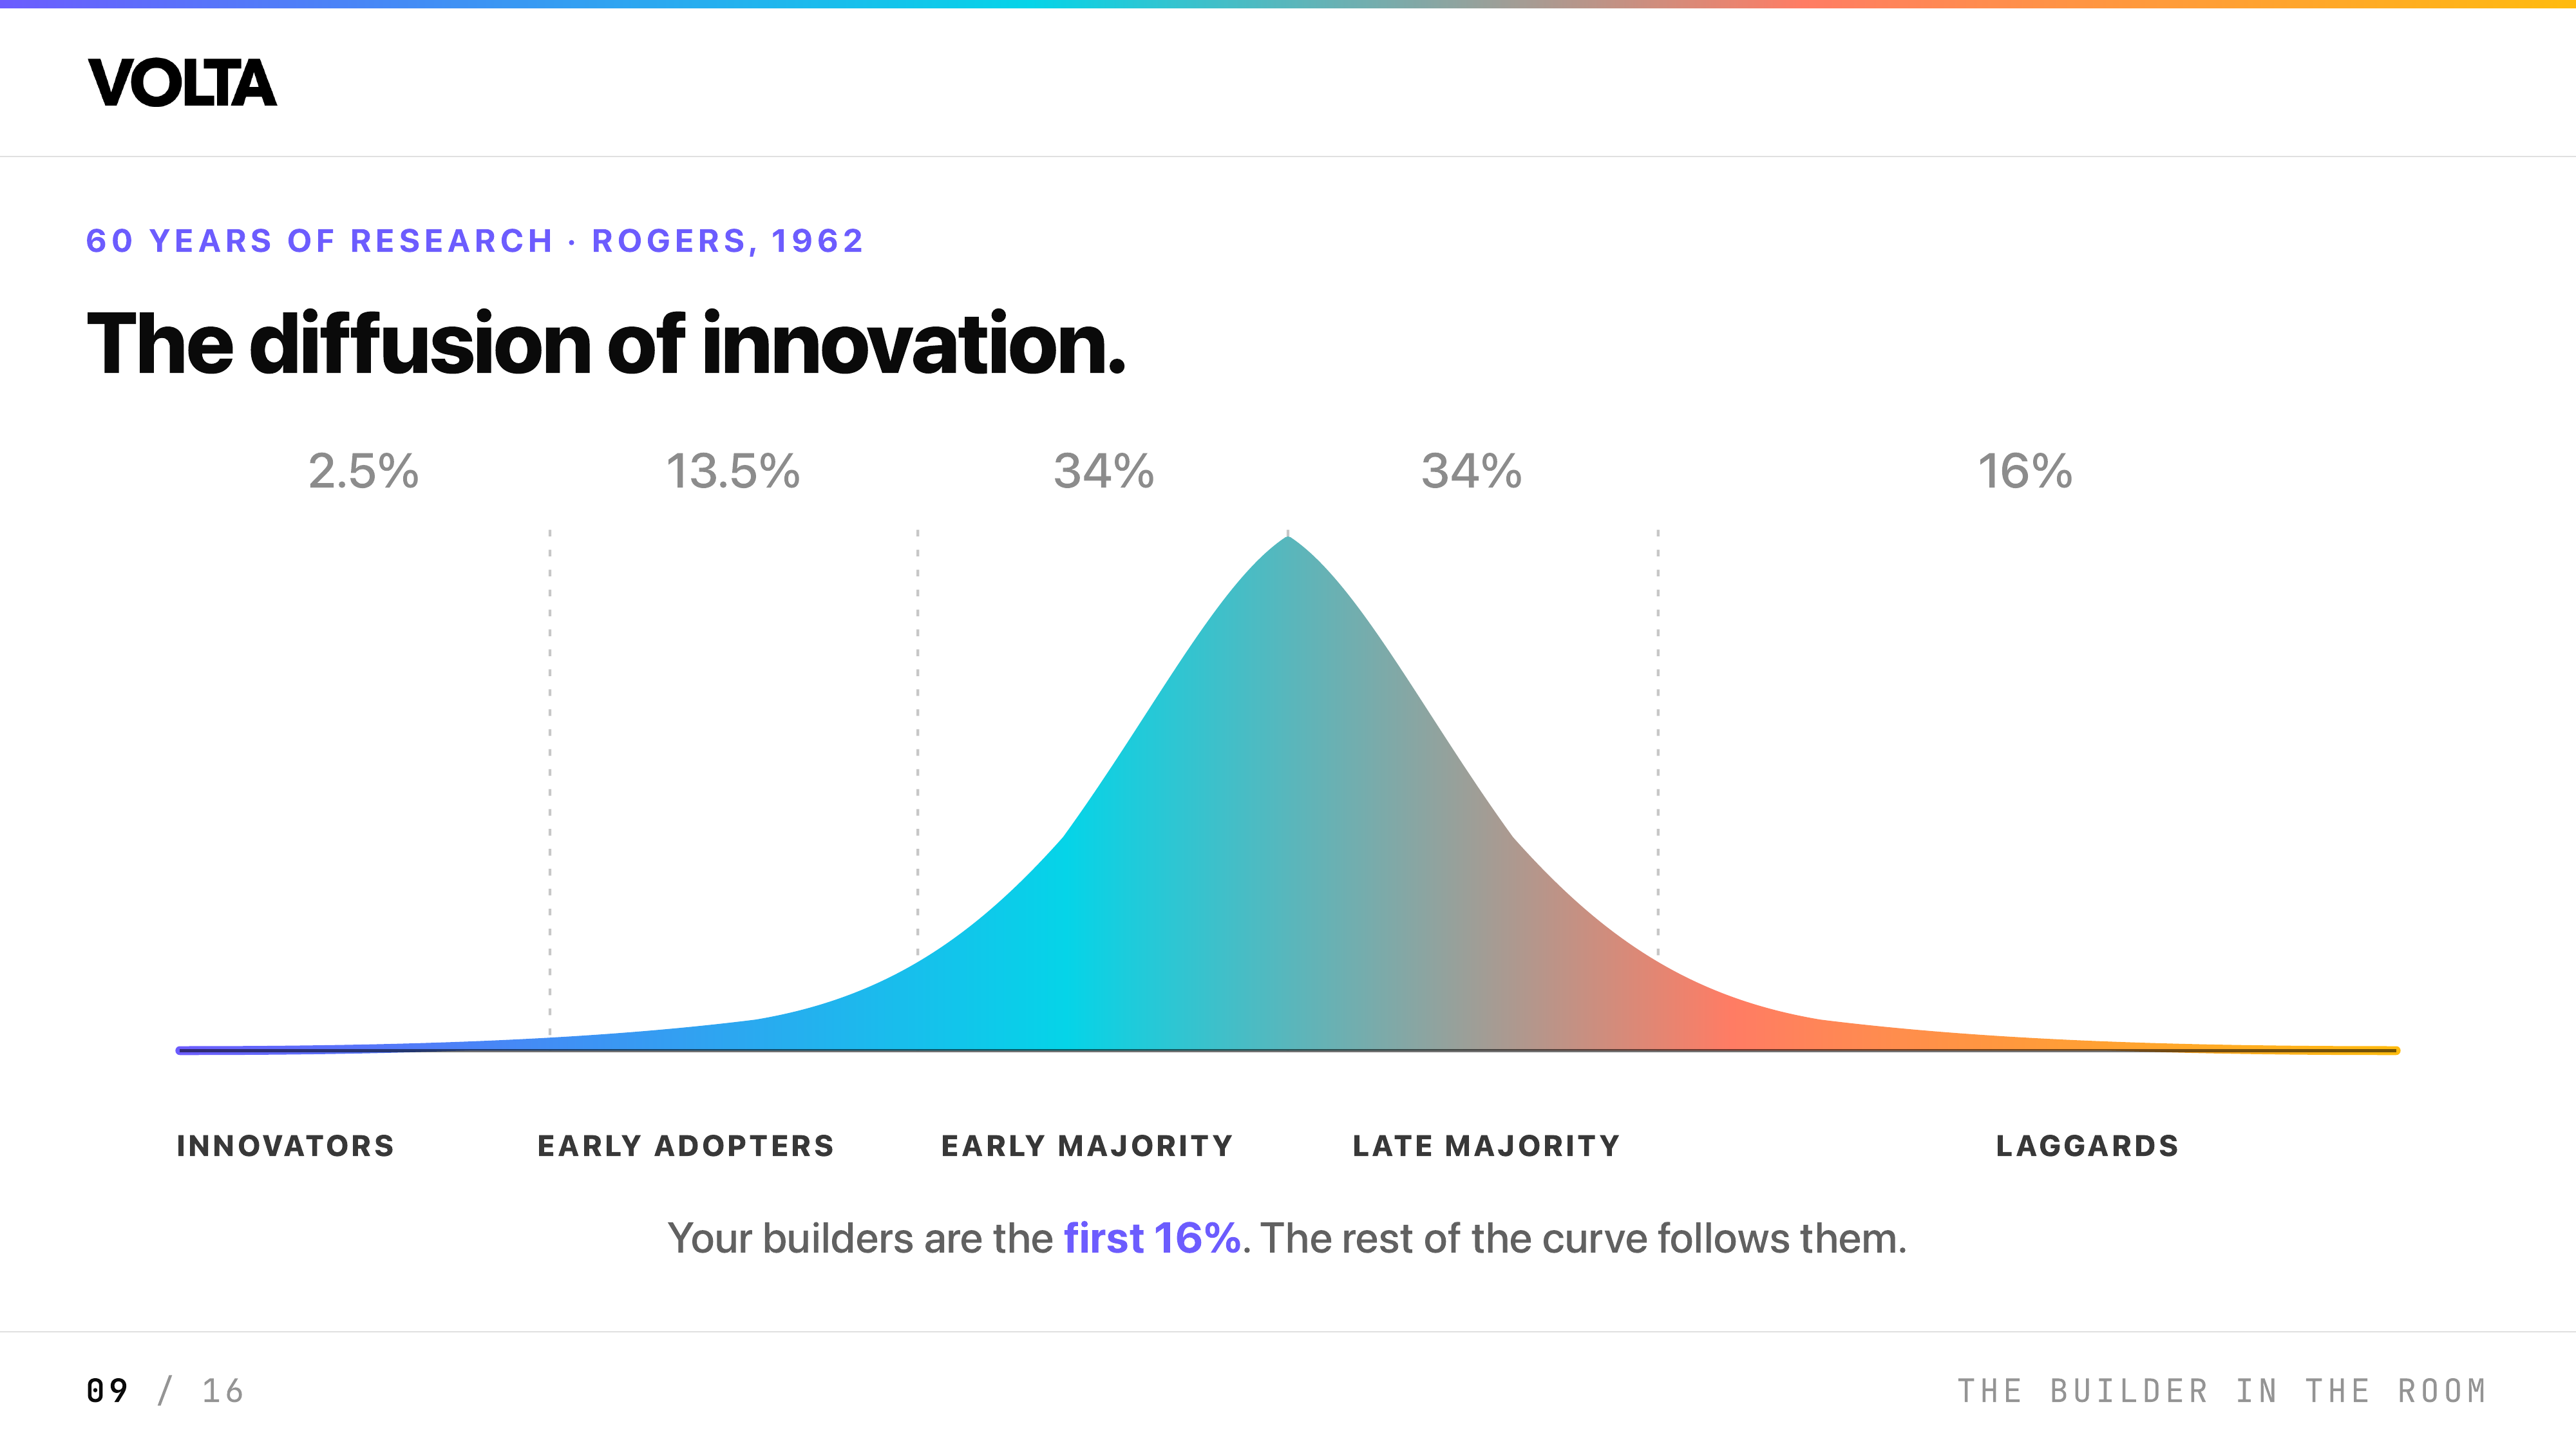 VOLTA
60 YEARS OF RESEARCH · ROGERS, 1962
The diffusion of innovation.
2.5% 13.5% 34% 34% 16%
INNOVATORS EARLY ADOPTERS EARLY MAJORITY LATE MAJORITY LAGGARDS
Your builders are the first 16%. The rest of the curve follows them.
09 / 16 THE BUILDER IN THE ROOM